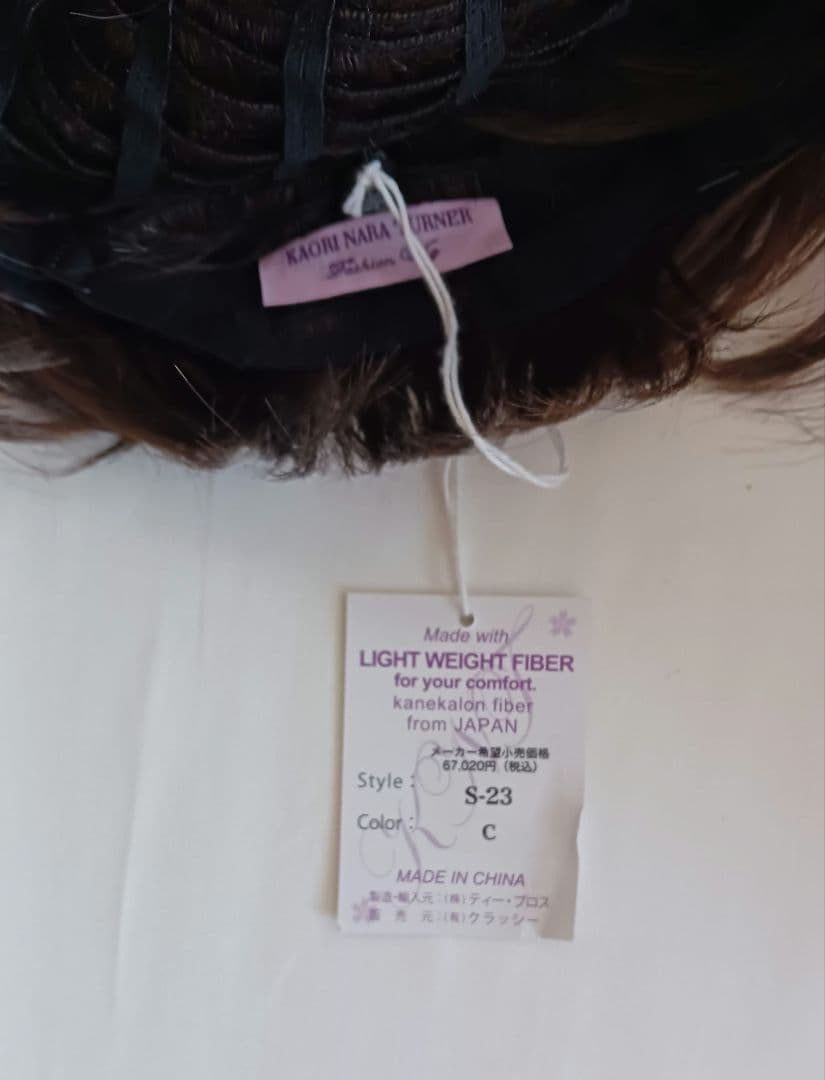 KAORI NARA TURNER
Fashion
Made with
LIGHT WEIGHT FIBER
for your comfort.
kanekalon fiber
from JAPAN
メーカー希望小売価格
67.020円（税込）
Style : S-23
Color : C
MADE IN CHINA
製造・輸入元：(株) ティー・ブロス
販 売 元：(有) クラッシー